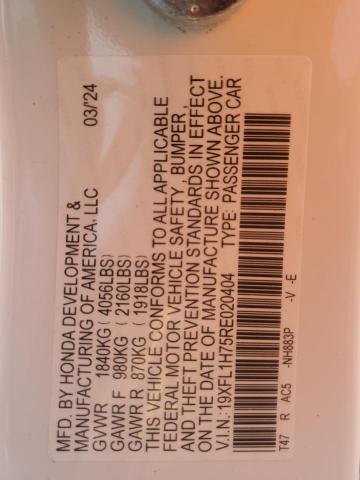 MFD. BY HONDA DEVELOPMENT &
MANUFACTURING OF AMERICA, LLC 03/'24
GVWR 1840KG ( 4056LBS)
GAWR F 980KG ( 2160LBS)
GAWR R 870KG ( 1918LBS)
THIS VEHICLE CONFORMS TO ALL APPLICABLE
FEDERAL MOTOR VEHICLE SAFETY, BUMPER,
AND THEFT PREVENTION STANDARDS IN EFFECT
ON THE DATE OF MANUFACTURE SHOWN ABOVE.
V.I.N.:19XFL1H75RE020404 TYPE: PASSENGER CAR
T47 R AC5 -NH883P -V -E